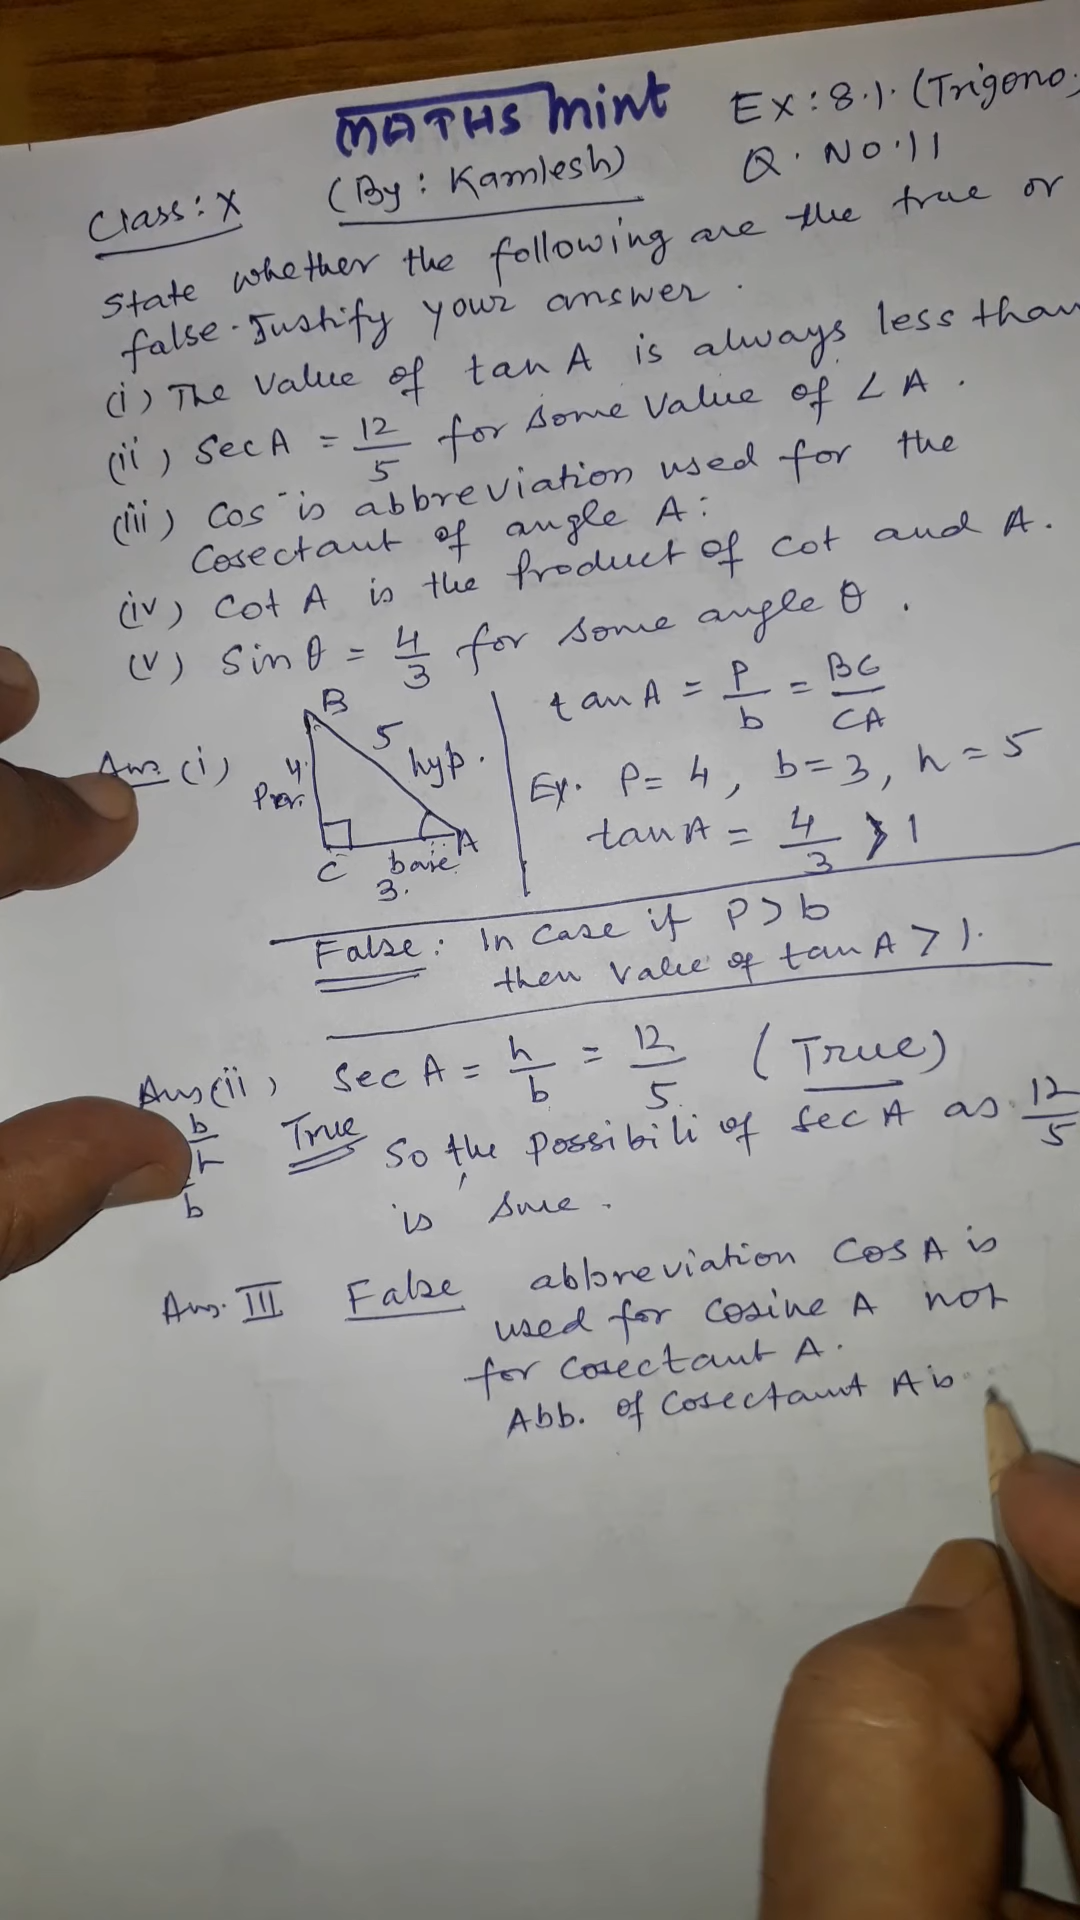 MATHS mint
Ex: 8.1. (Trigono
(By: Kamlesh)
Q. No. 11
Class: X
State whether the following are the true or
false. Justify your answer.
(i) The value of tan A is always less than
(ii) Sec A = 12/5 for some value of ∠A.
(iii) Cos is abbreviation used for the
Cosectant of angle A:
(iv) Cot A is the product of cot and A.
(v) Sin θ = 4/3 for some angle θ.
Ans (i)
B
5
hyp.
4
C
base
A
3.
tan A = P/b = BC/CA
Ex. P = 4, b = 3, h = 5
tan A = 4/3 > 1
False: In case if P > b
then value of tan A > 1.
Ans (ii) Sec A = h/b = 12/5 (True)
b
h
b
True So the possibili of sec A as 12/5
is sure.
Ans. III False abbreviation Cos A is
used for cosine A not
for cosectant A.
Abb. of Cosectant A is